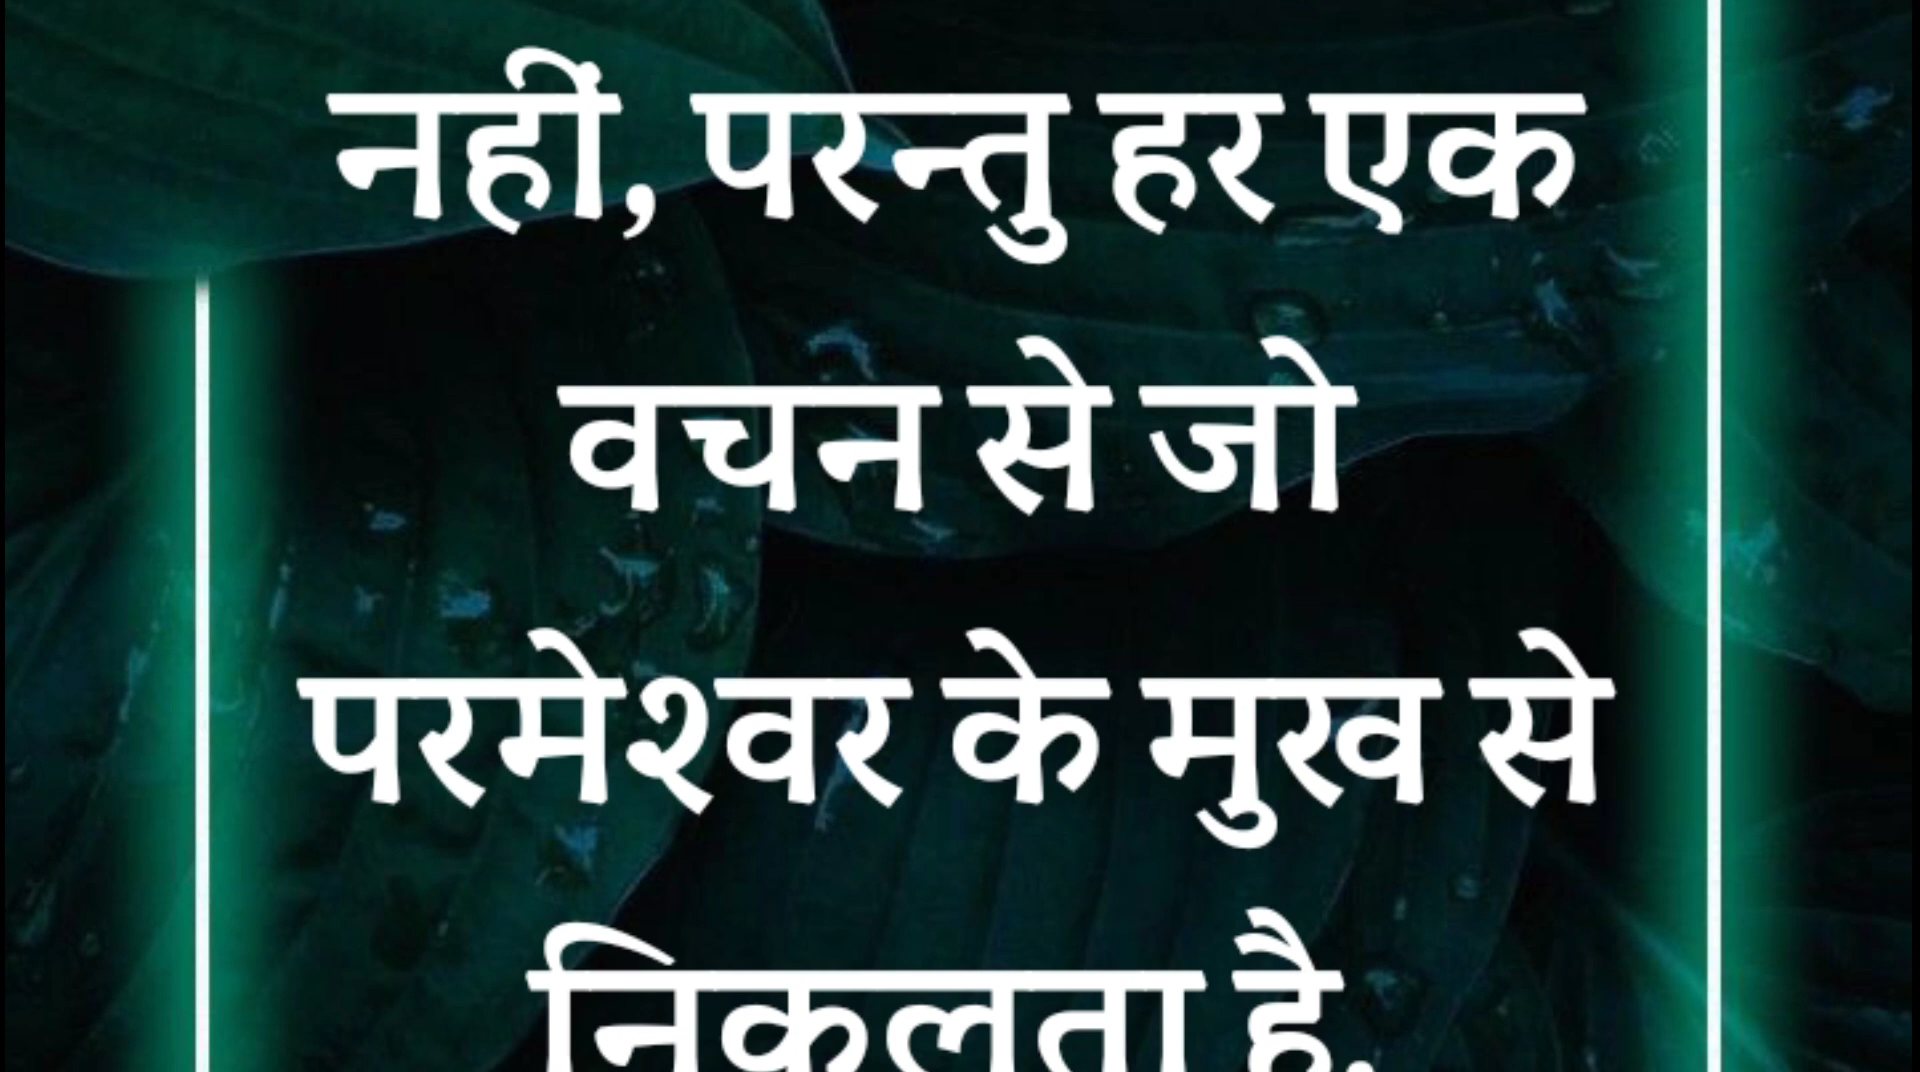 नहीं, परन्तु हर एक
वचन से जो
परमेश्वर के मुख से
निकलता है.